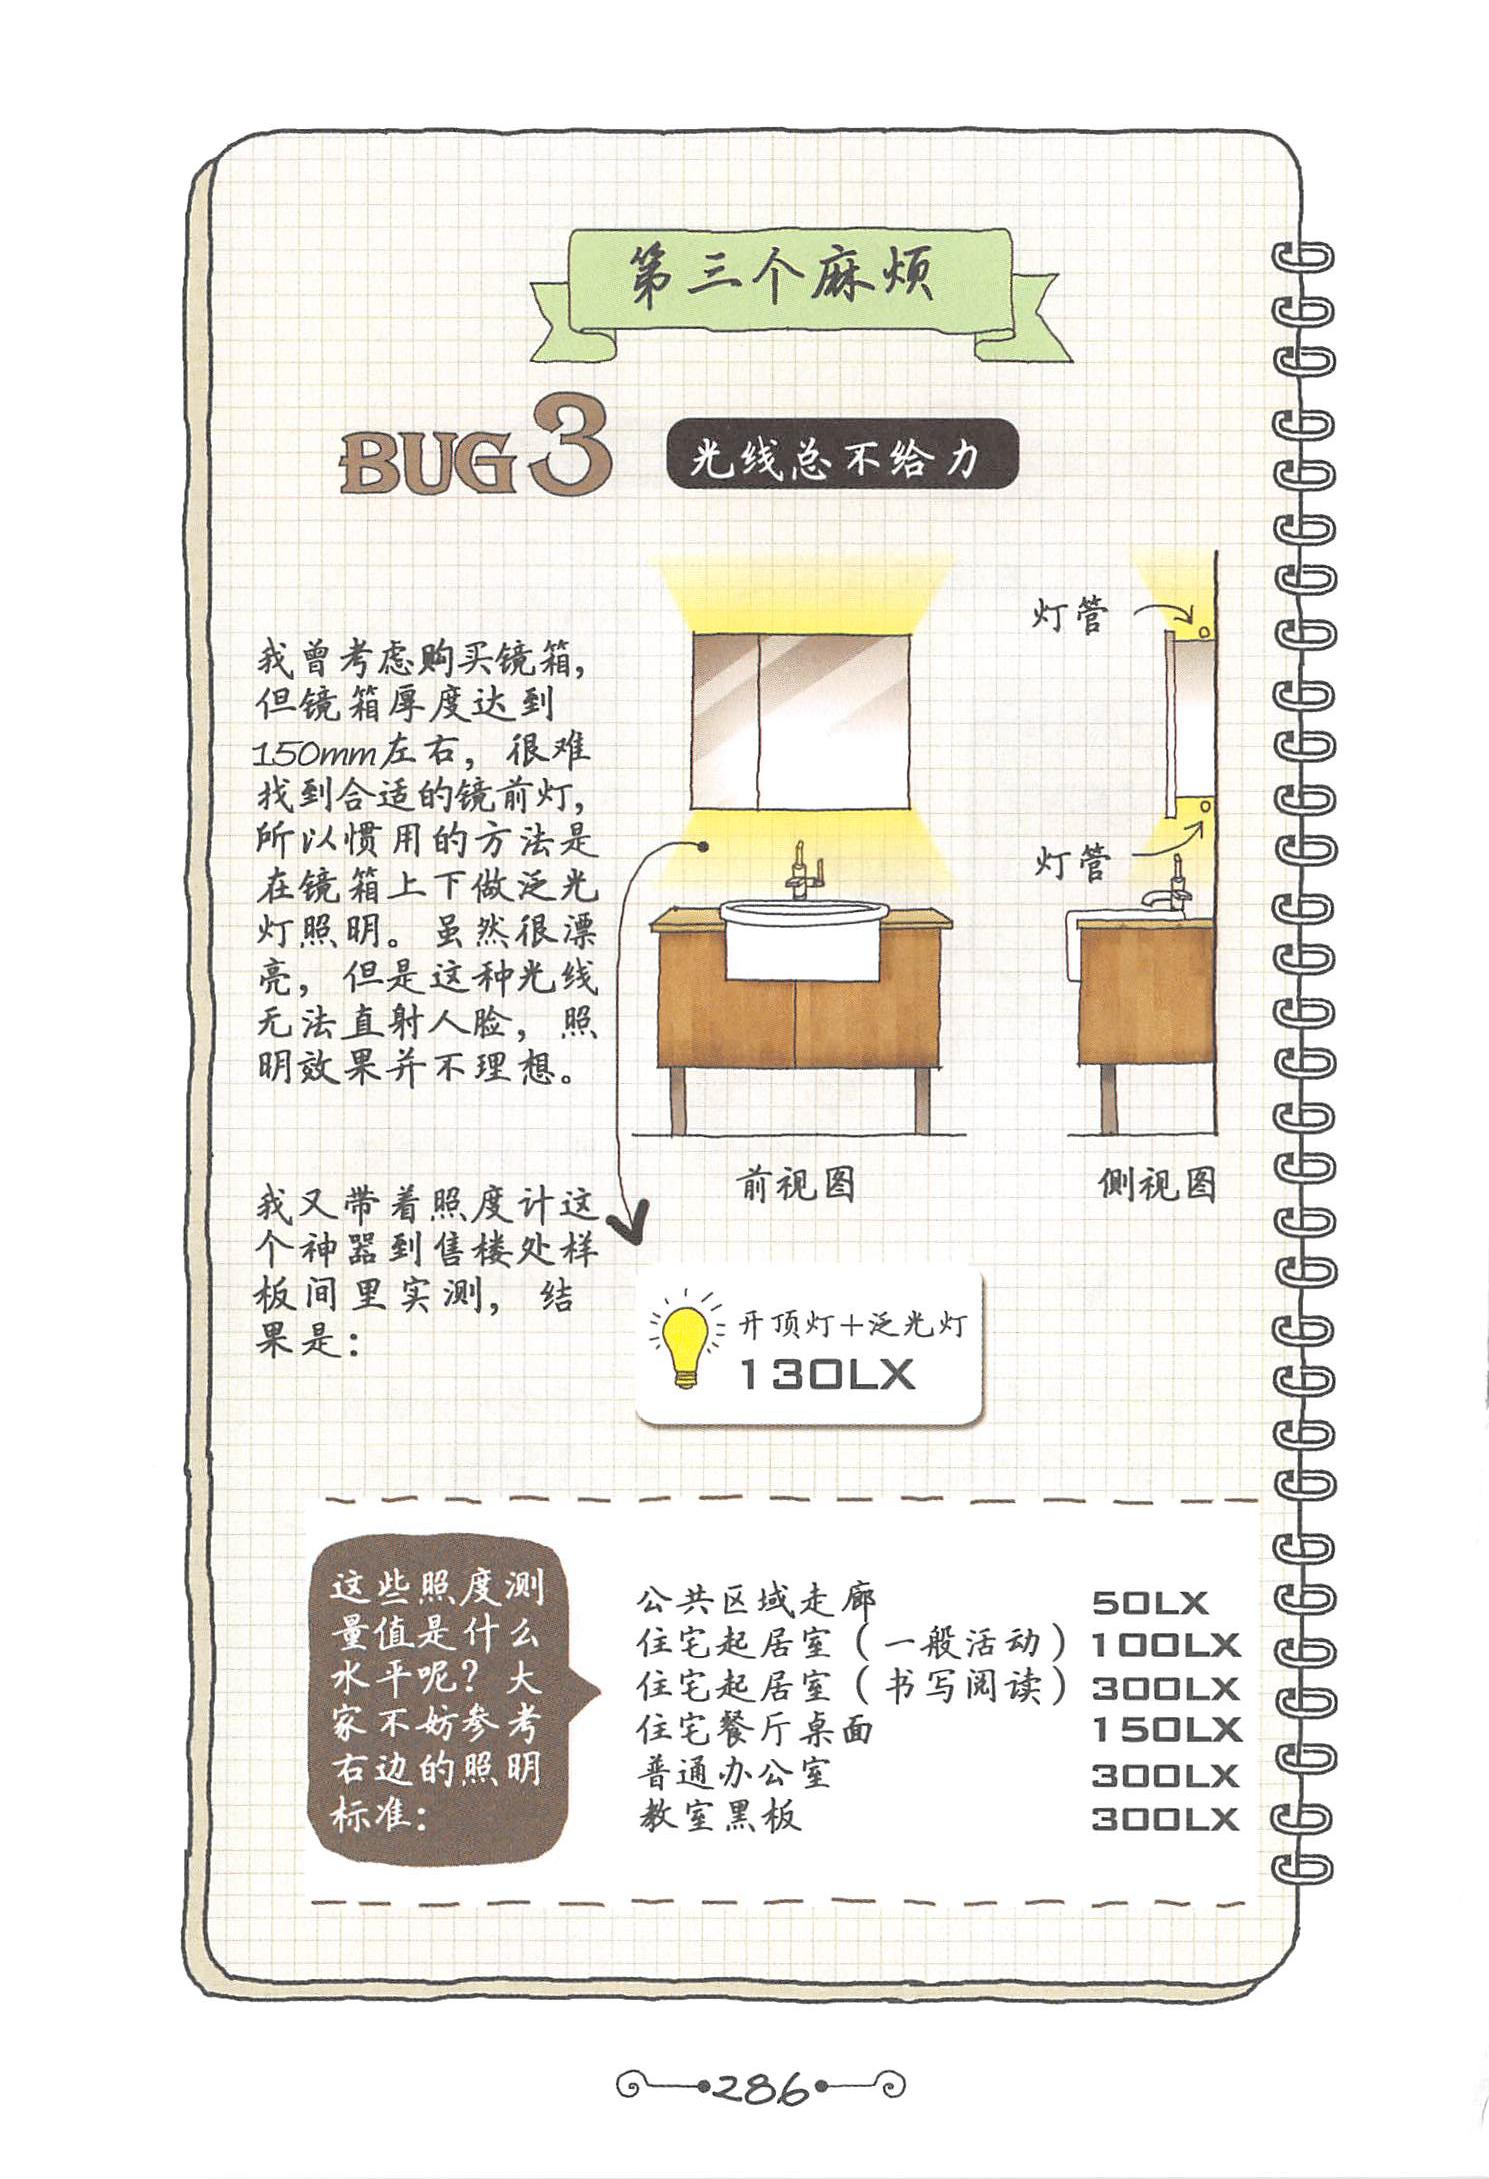 第三个麻烦
BUG3
光线总不给力
我曾考虑购买镜箱，
但镜箱厚度达到
150mm左右，很难
找到合适的镜前灯，
所以惯用的方法是
在镜箱上下做泛光
灯照明。虽然很漂
亮，但是这种光线
无法直射人脸，照
明效果并不理想。
灯管
灯管
前视图
侧视图
我又带着照度计这
个神器到售楼处样
板间里实测，结
果是：
开顶灯＋泛光灯
130LX
这些照度测
量值是什么
水平呢？大
家不妨参考
右边的照明
标准：
公共区域走廊 50LX
住宅起居室（一般活动）100LX
住宅起居室（书写阅读）300LX
住宅餐厅桌面 150LX
普通办公室 300LX
教室黑板 300LX
286